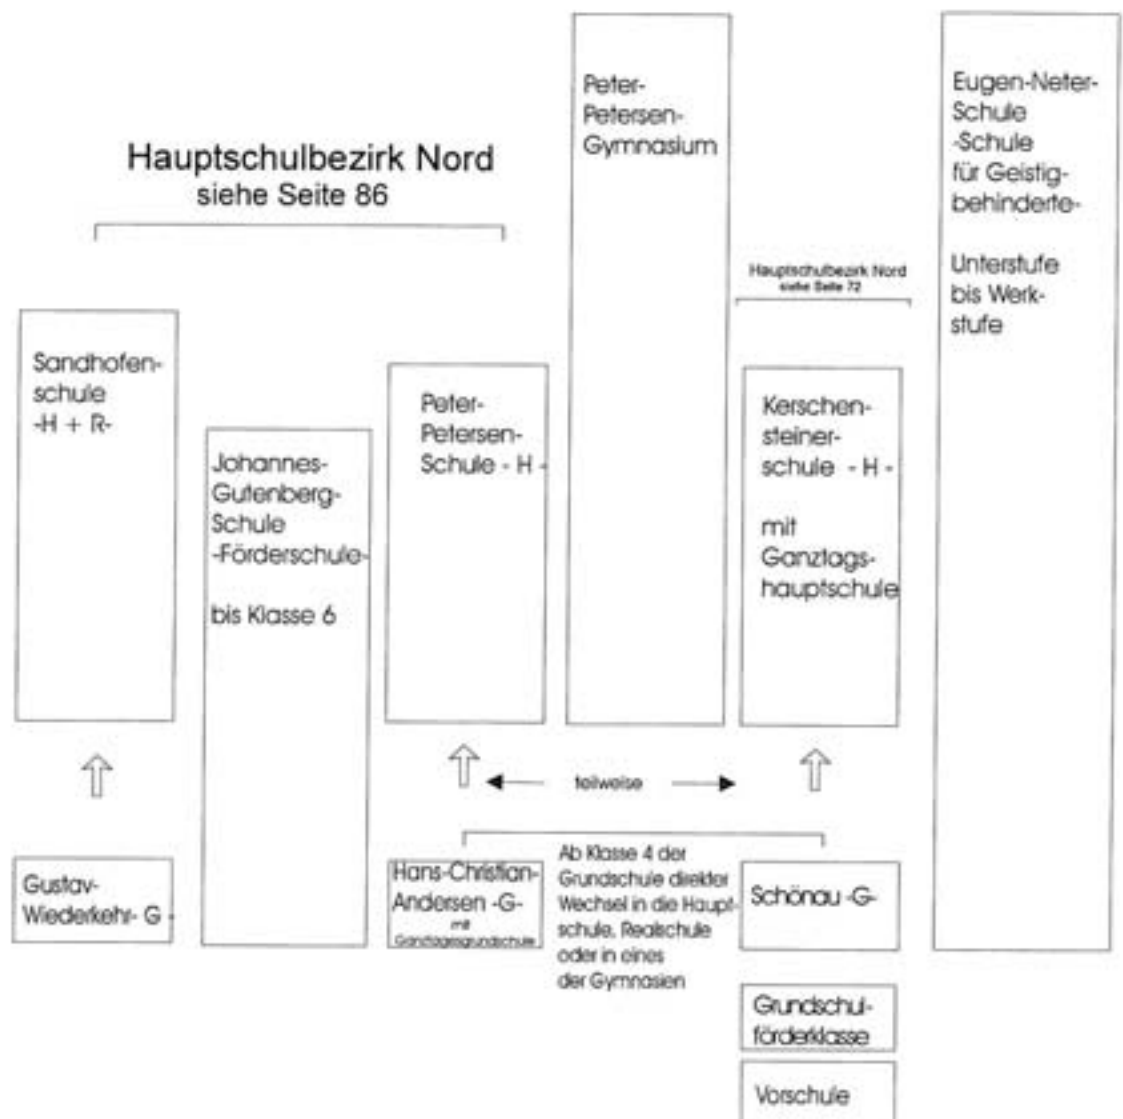 Hauptschulbezirk Nord
siehe Seite 86
Sandhofen-
schule
-H + R-
Johannes-
Gutenberg-
Schule
-Förderschule-
bis Klasse 6
Peter-
Petersen-
Schule - H -
Peter-
Petersen-
Gymnasium
Hauptschulbezirk Nord
siehe Seite 72
Kerschen-
steiner-
schule - H -
mit
Ganztags-
hauptschule
Eugen-Neter-
Schule
-Schule
für Geistig-
behinderte-
Unterstufe
bis Werk-
stufe
teilweise
Gustav-
Wiederkehr- G -
Hans-Christian-
Andersen -G-
mit
Ganztagesgrundschule
Ab Klasse 4 der
Grundschule direkter
Wechsel in die Haupt-
schule, Realschule
oder in eines
der Gymnasien
Schönau -G-
Grundschul-
förderklasse
Vorschule